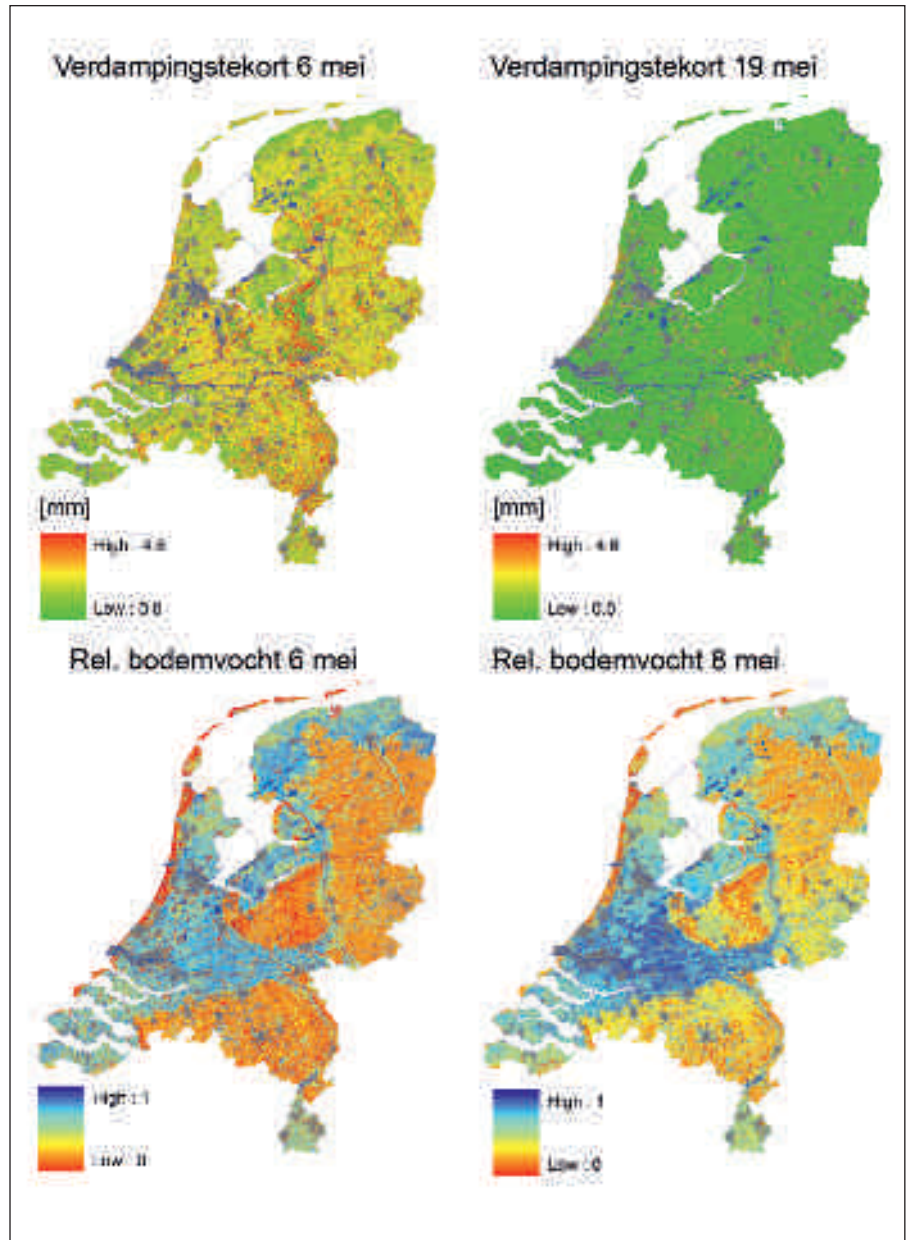 Verdampingstekort 6 mei
Verdampingstekort 19 mei
[mm]
High : 4.8
Low : 0.0
[mm]
High : 4.8
Low : 0.0
Rel. bodemvocht 6 mei
Rel. bodemvocht 8 mei
High : 1
Low : 0
High : 1
Low : 0